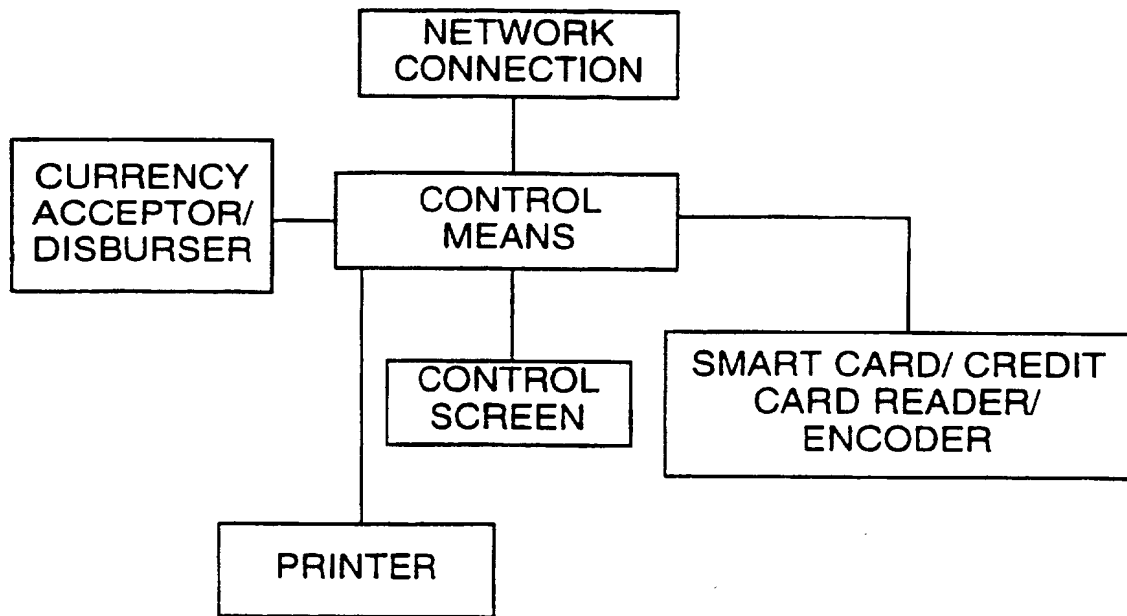 NETWORK
CONNECTION
CURRENCY
ACCEPTOR/
DISBURSER
CONTROL
MEANS
CONTROL
SCREEN
SMART CARD/ CREDIT
CARD READER/
ENCODER
PRINTER